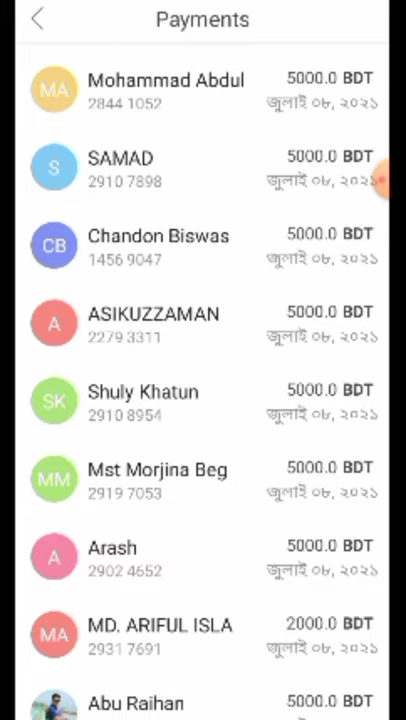 Payments
MA Mohammad Abdul 5000.0 BDT
2844 1052 জুলাই ০৮, ২০২১
S SAMAD 5000.0 BDT
2910 7898 জুলাই ০৮, ২০২১
CB Chandon Biswas 5000.0 BDT
1456 9047 জুলাই ০৮, ২০২১
A ASIKUZZAMAN 5000.0 BDT
2279 3311 জুলাই ০৮, ২০২১
SK Shuly Khatun 5000.0 BDT
2910 8954 জুলাই ০৮, ২০২১
MM Mst Morjina Beg 5000.0 BDT
2919 7053 জুলাই ০৮, ২০২১
A Arash 5000.0 BDT
2902 4652 জুলাই ০৮, ২০২১
MA MD. ARIFUL ISLA 2000.0 BDT
2931 7691 জুলাই ০৮, ২০২১
Abu Raihan 5000.0 BDT